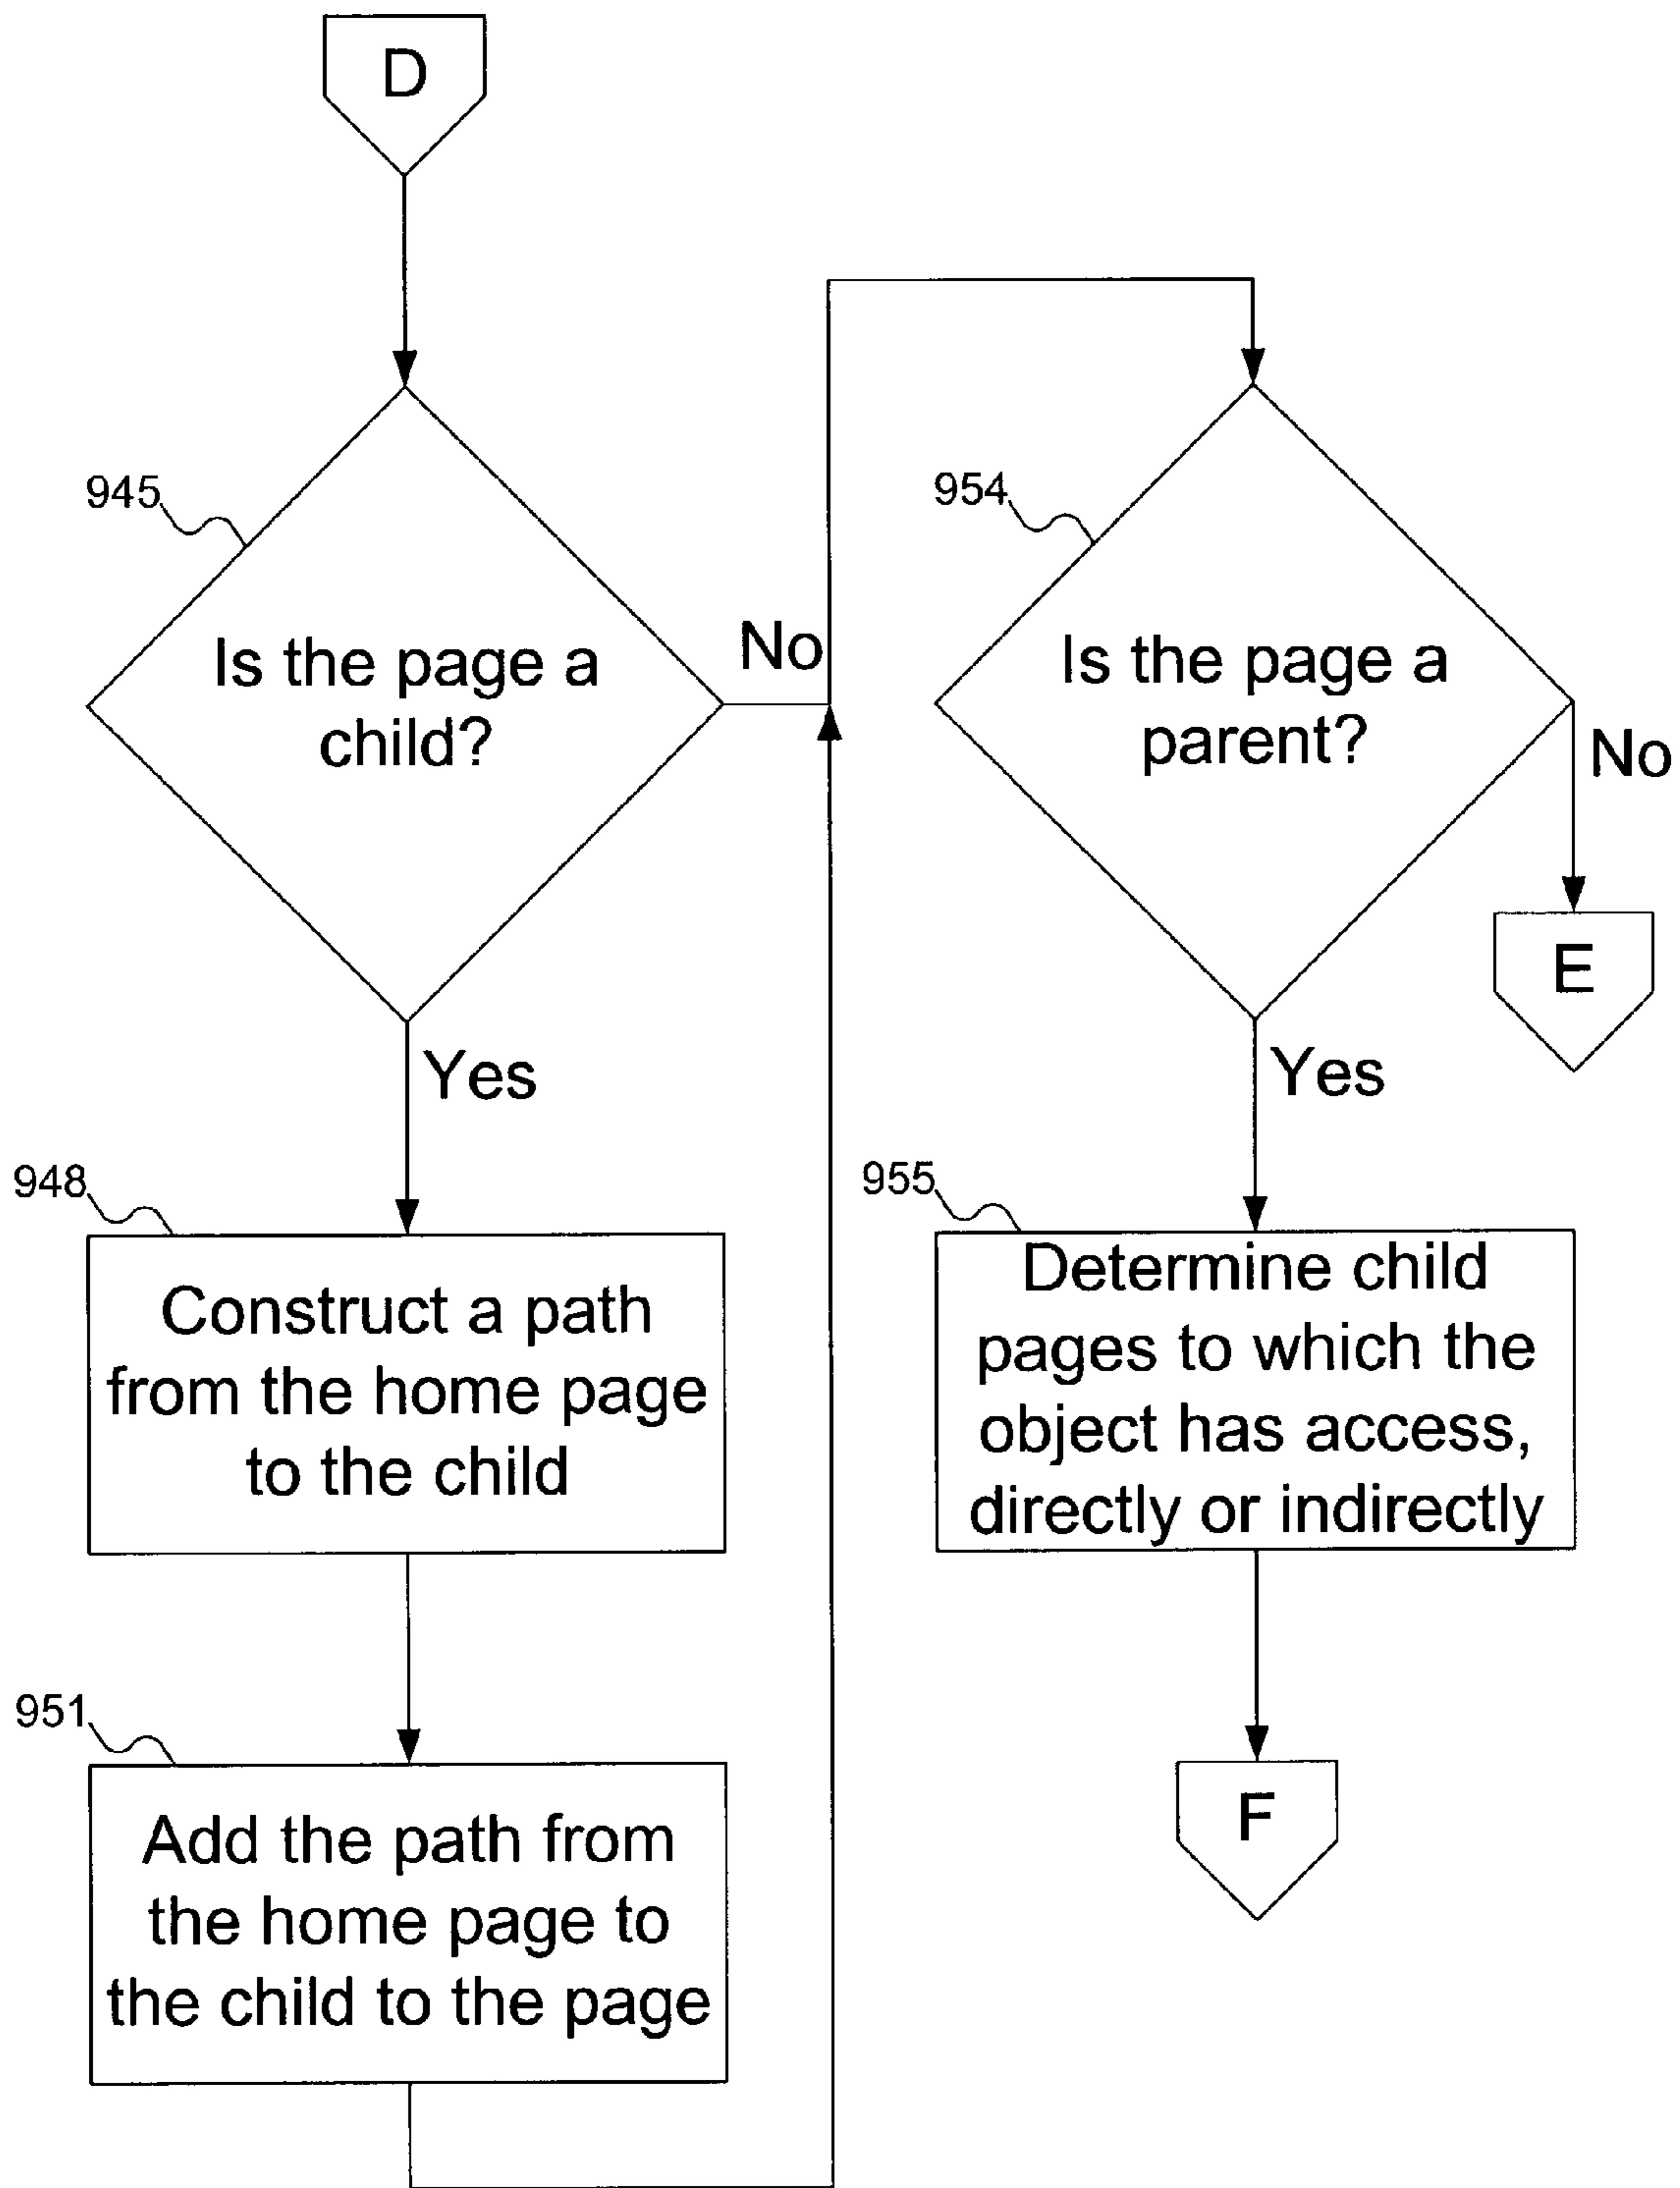 D
945
Is the page a
child?
No
Yes
948
Construct a path
from the home page
to the child
951
Add the path from
the home page to
the child to the page
954
Is the page a
parent?
No
E
Yes
955
Determine child
pages to which the
object has access,
directly or indirectly
F